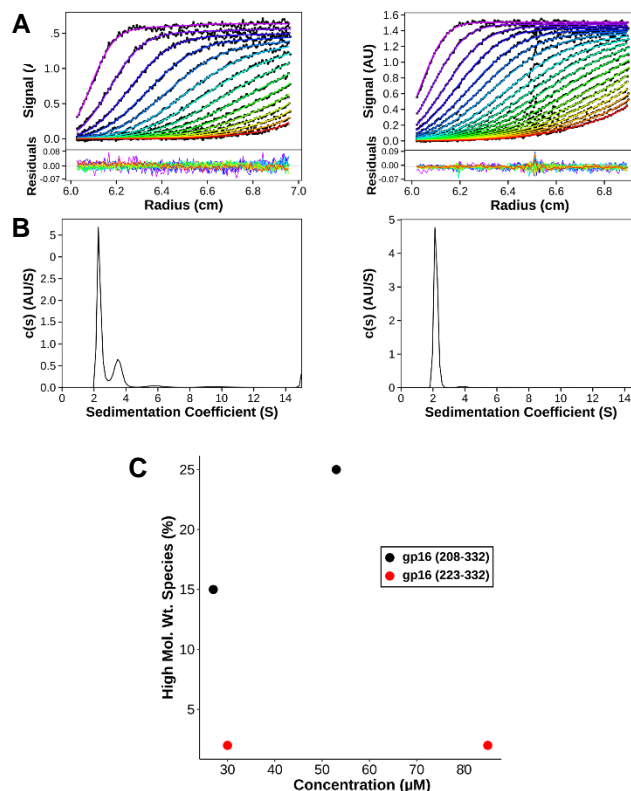 A
.5
1.0
0.5
0.0
Signal (
0.08
0.00
-0.07
Residuals
6.0
6.2
6.4
6.6
6.8
7.0
Radius (cm)
1.6
1.4
1.2
1.0
0.8
0.6
0.4
0.2
0.0
Signal (AU)
0.09
0.00
-0.07
Residuals
6.0
6.2
6.4
6.6
6.8
Radius (cm)
B
5
0
0.5
0.0
c(s) (AU/S)
0 2 4 6 8 10 12 14
Sedimentation Coefficient (S)
5
4
3
2
1
0
c(s) (AU/S)
0 2 4 6 8 10 12 14
Sedimentation Coefficient (S)
C
25
20
15
10
5
High Mol. Wt. Species (%)
gp16 (208-332)
gp16 (223-332)
30 40 50 60 70 80
Concentration (µM)